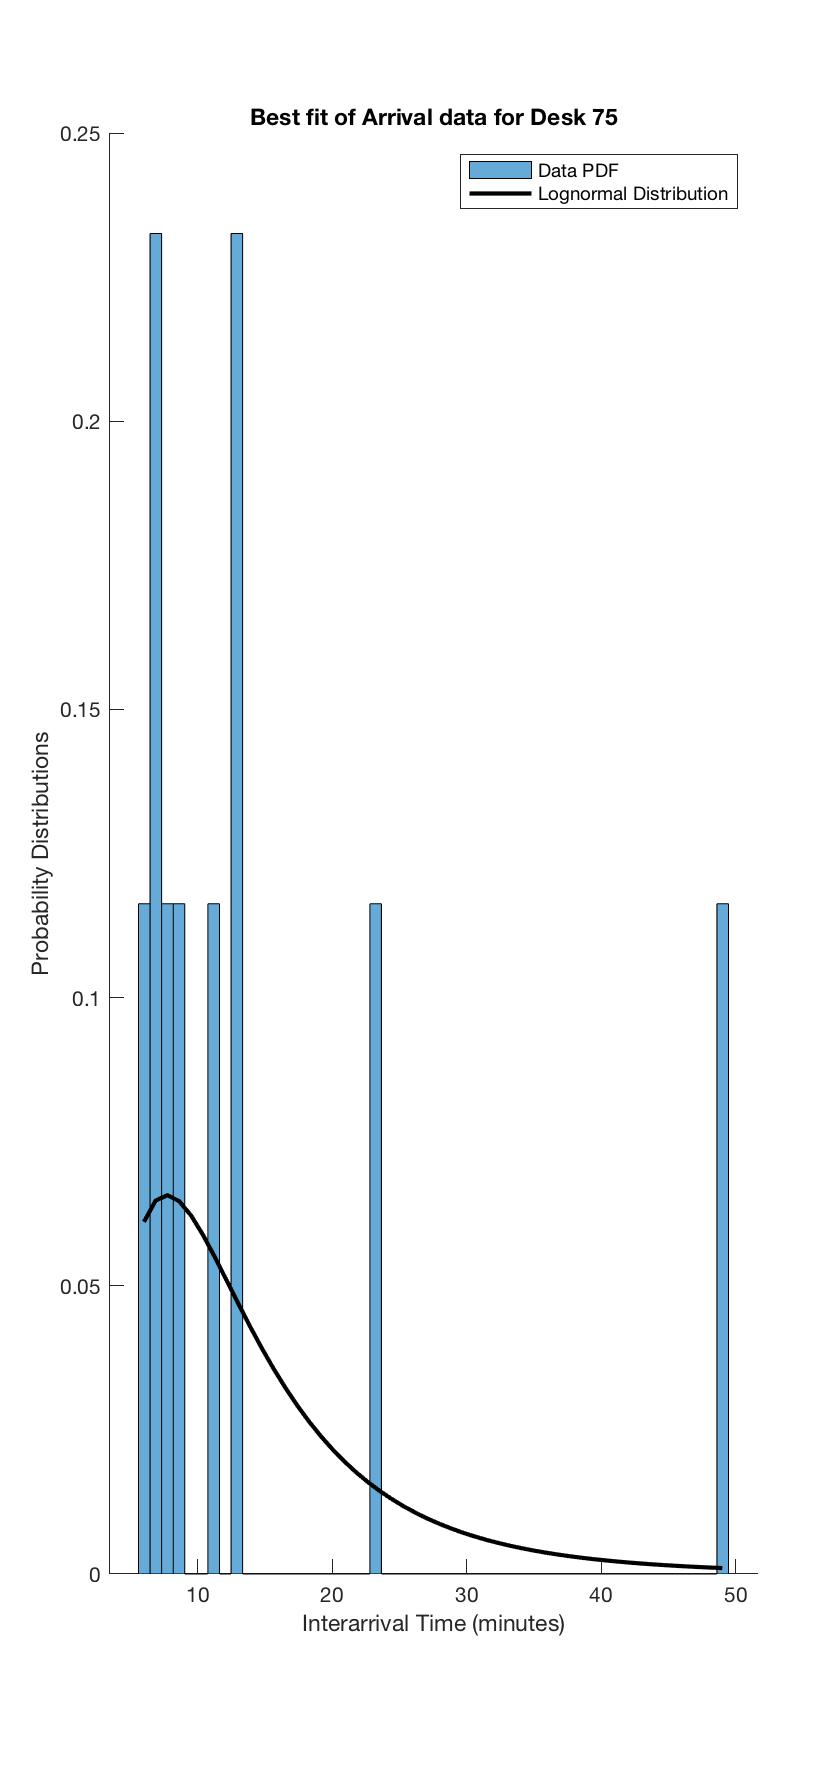 Best fit of Arrival data for Desk 75
Data PDF
Lognormal Distribution
0.25
0.2
0.15
0.1
0.05
0
Probability Distributions
10 20 30 40 50
Interarrival Time (minutes)